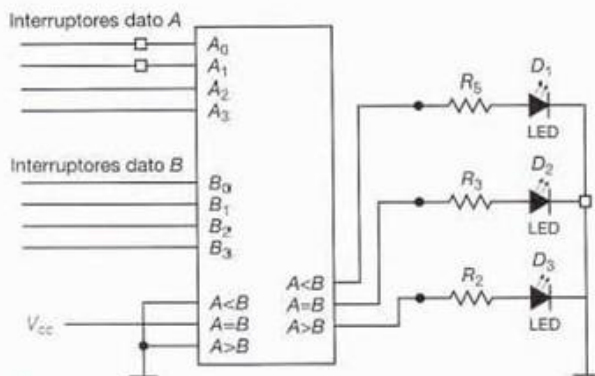 Interruptores dato A
A0
A1
A2
A3
Interruptores dato B
B0
B1
B2
B3
A<B
A=B
A>B
Vcc
A<B
A=B
A>B
R5
D1
LED
R3
D2
LED
R2
D3
LED